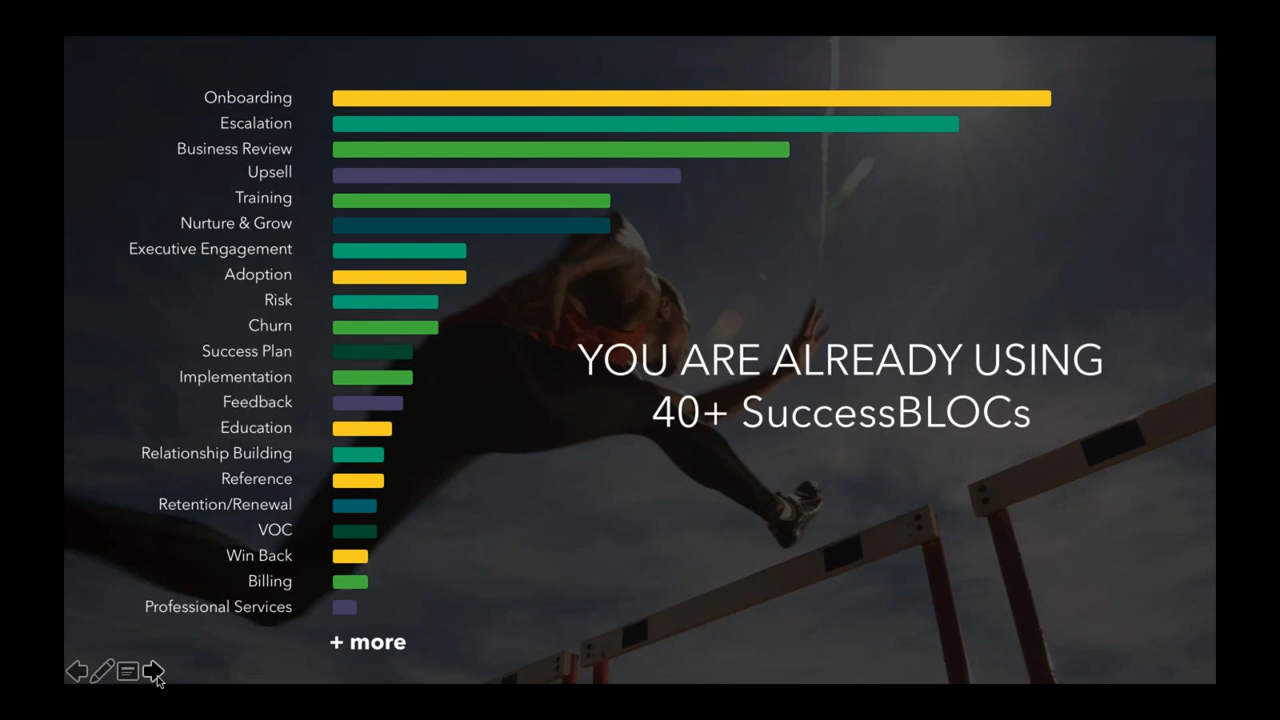 Onboarding
Escalation
Business Review
Upsell
Training
Nurture & Grow
Executive Engagement
Adoption
Risk
Churn
Success Plan
Implementation
Feedback
Education
Relationship Building
Reference
Retention/Renewal
VOC
Win Back
Billing
Professional Services
+ more
YOU ARE ALREADY USING
40+ SuccessBLOCs